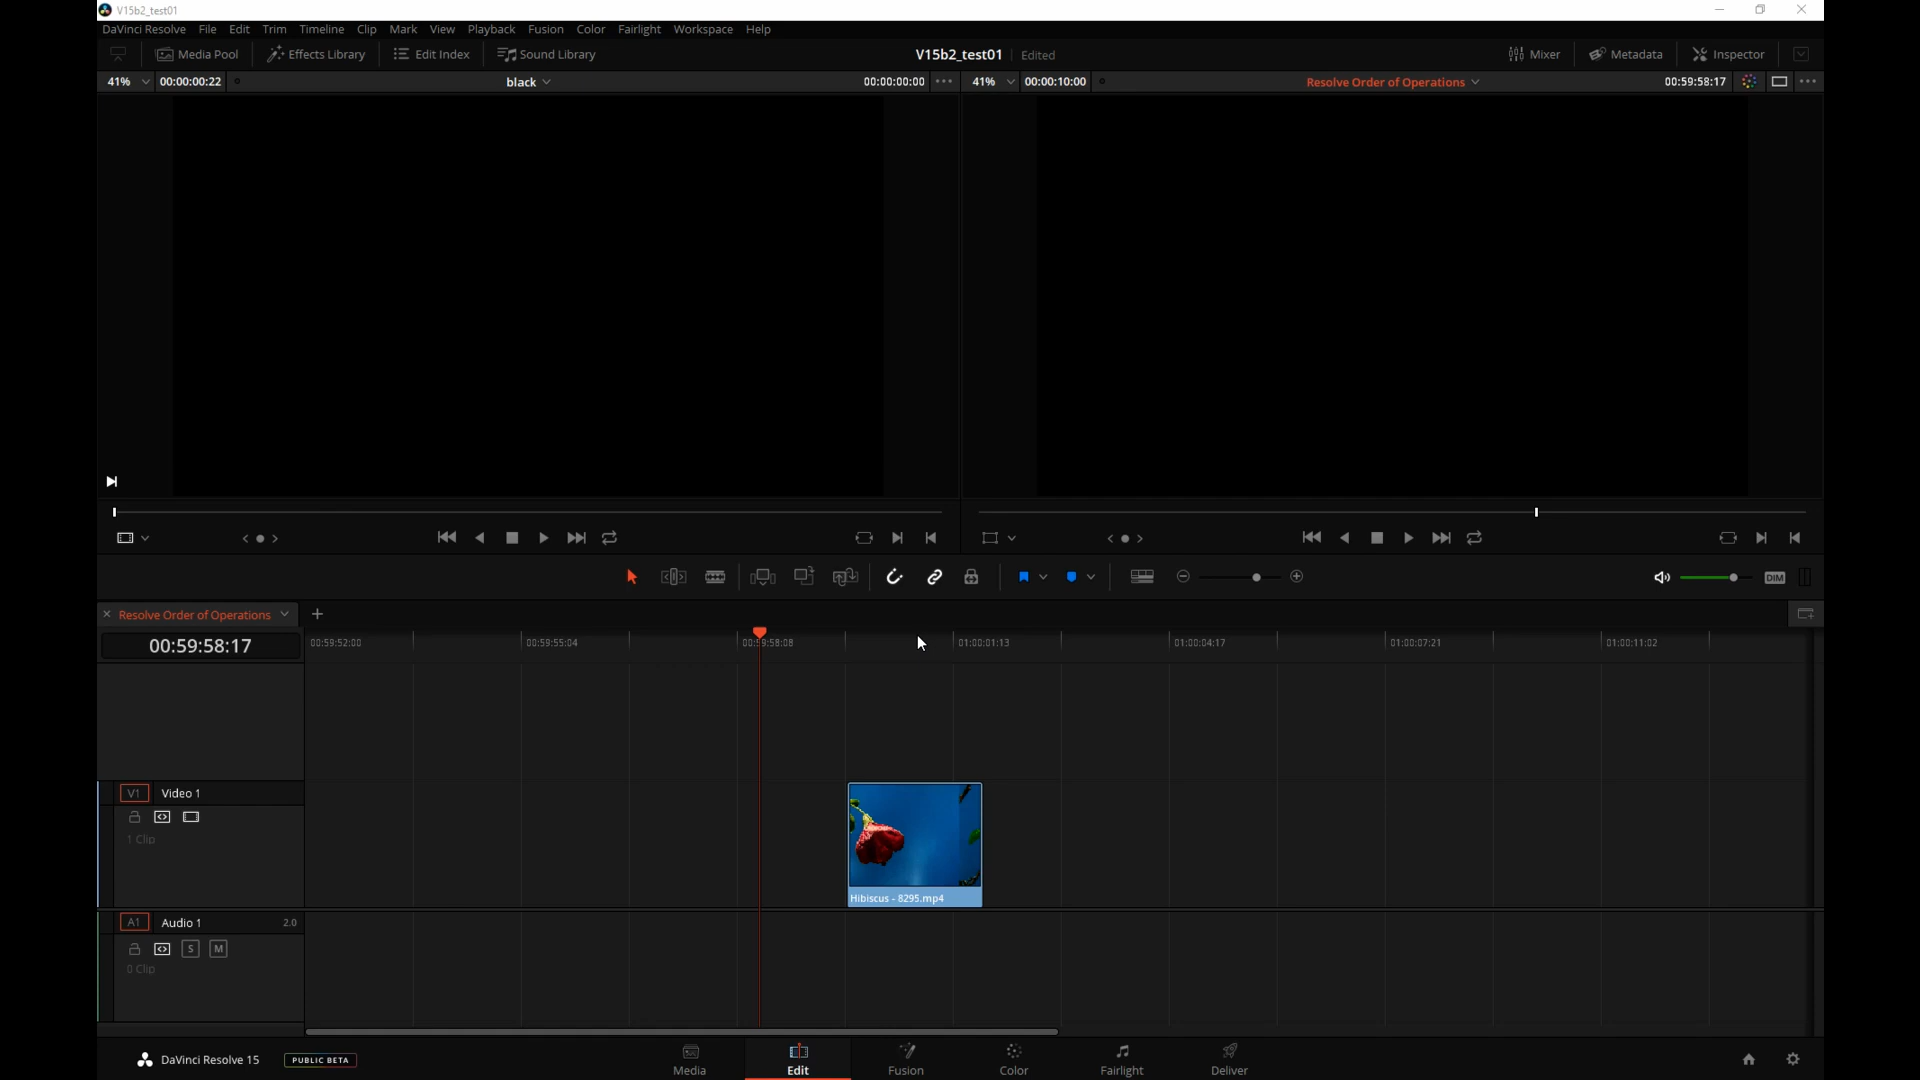 V15b2_test01
DaVinci Resolve File Edit Trim Timeline Clip Mark View Playback Fusion Color Fairlight Workspace Help
Media Pool Effects Library Edit Index Sound Library V15b2_test01 Edited Mixer Metadata Inspector
41% 00:00:00:22 black 00:00:00:00 41% 00:00:10:00 Resolve Order of Operations 00:59:58:17
DIM
Resolve Order of Operations
00:59:58:17 00:59:52:00 00:59:55:04 00:59:58:08 01:00:01:13 01:00:04:17 01:00:07:21 01:00:11:02
V1 Video 1
1 Clip
Hibiscus - 8295.mp4
A1 Audio 1 2.0
S M
0 Clip
DaVinci Resolve 15 PUBLIC BETA Media Edit Fusion Color Fairlight Deliver